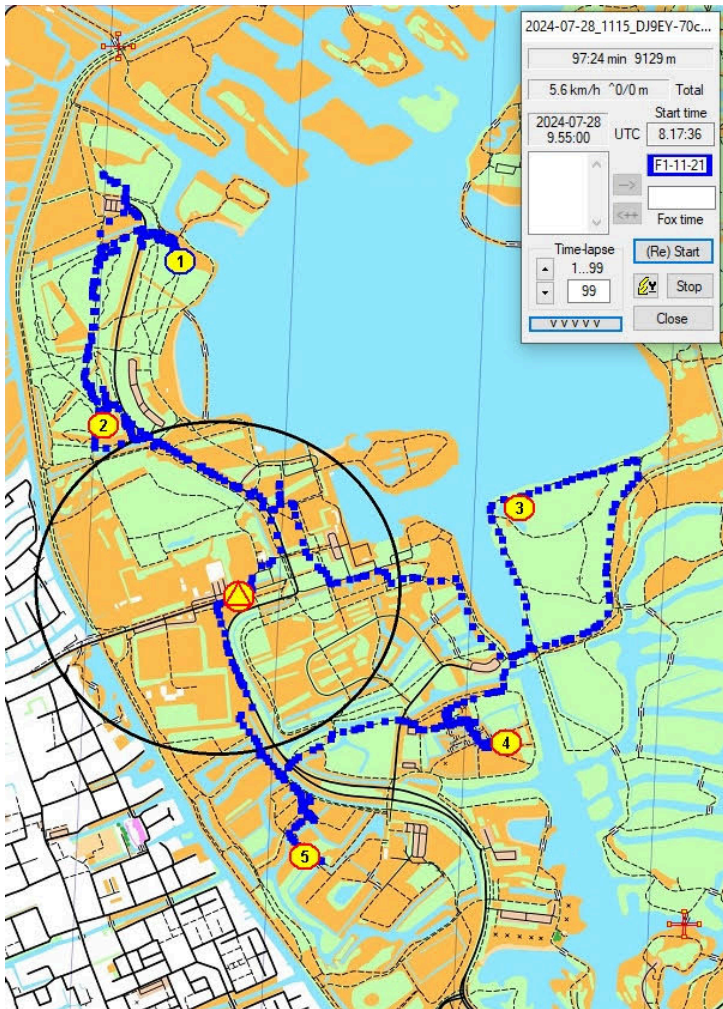 2024-07-28_1115_DJ9EY-70c...
97:24 min 9129 m
5.6 km/h ^0/0 m Total
Start time
2024-07-28
9.55:00
UTC
8.17:36
F1-11-21
-->
<++
Fox time
Time-lapse
1...99
99
(Re) Start
Stop
V V V V V
Close
1
2
3
4
5